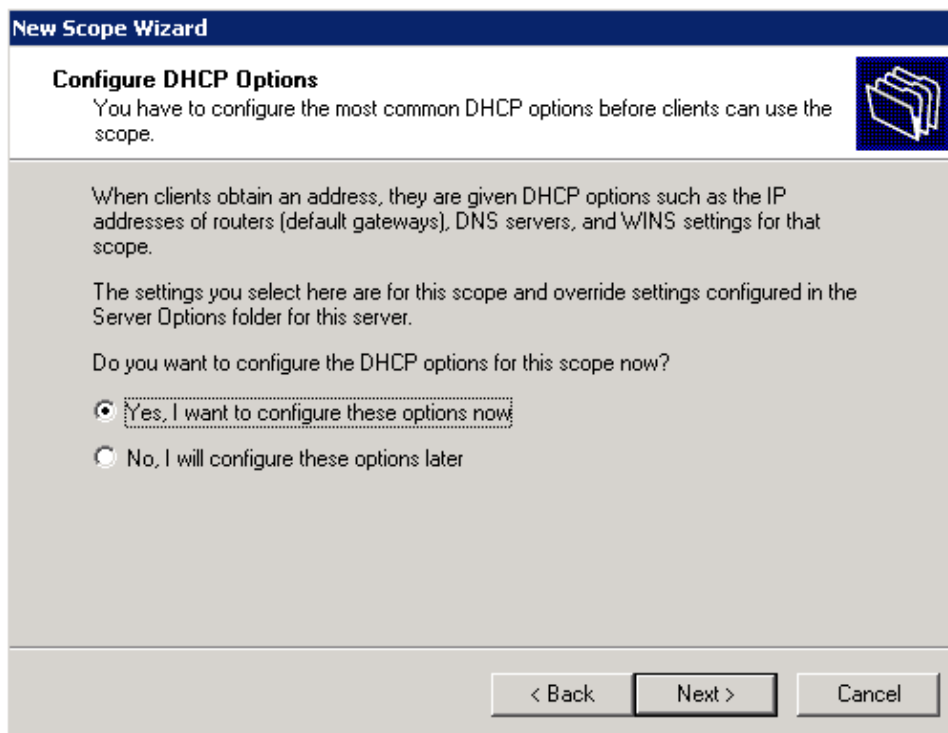 New Scope Wizard
Configure DHCP Options
You have to configure the most common DHCP options before clients can use the
scope.
When clients obtain an address, they are given DHCP options such as the IP
addresses of routers (default gateways), DNS servers, and WINS settings for that
scope.
The settings you select here are for this scope and override settings configured in the
Server Options folder for this server.
Do you want to configure the DHCP options for this scope now?
Yes, I want to configure these options now
No, I will configure these options later
< Back Next > Cancel